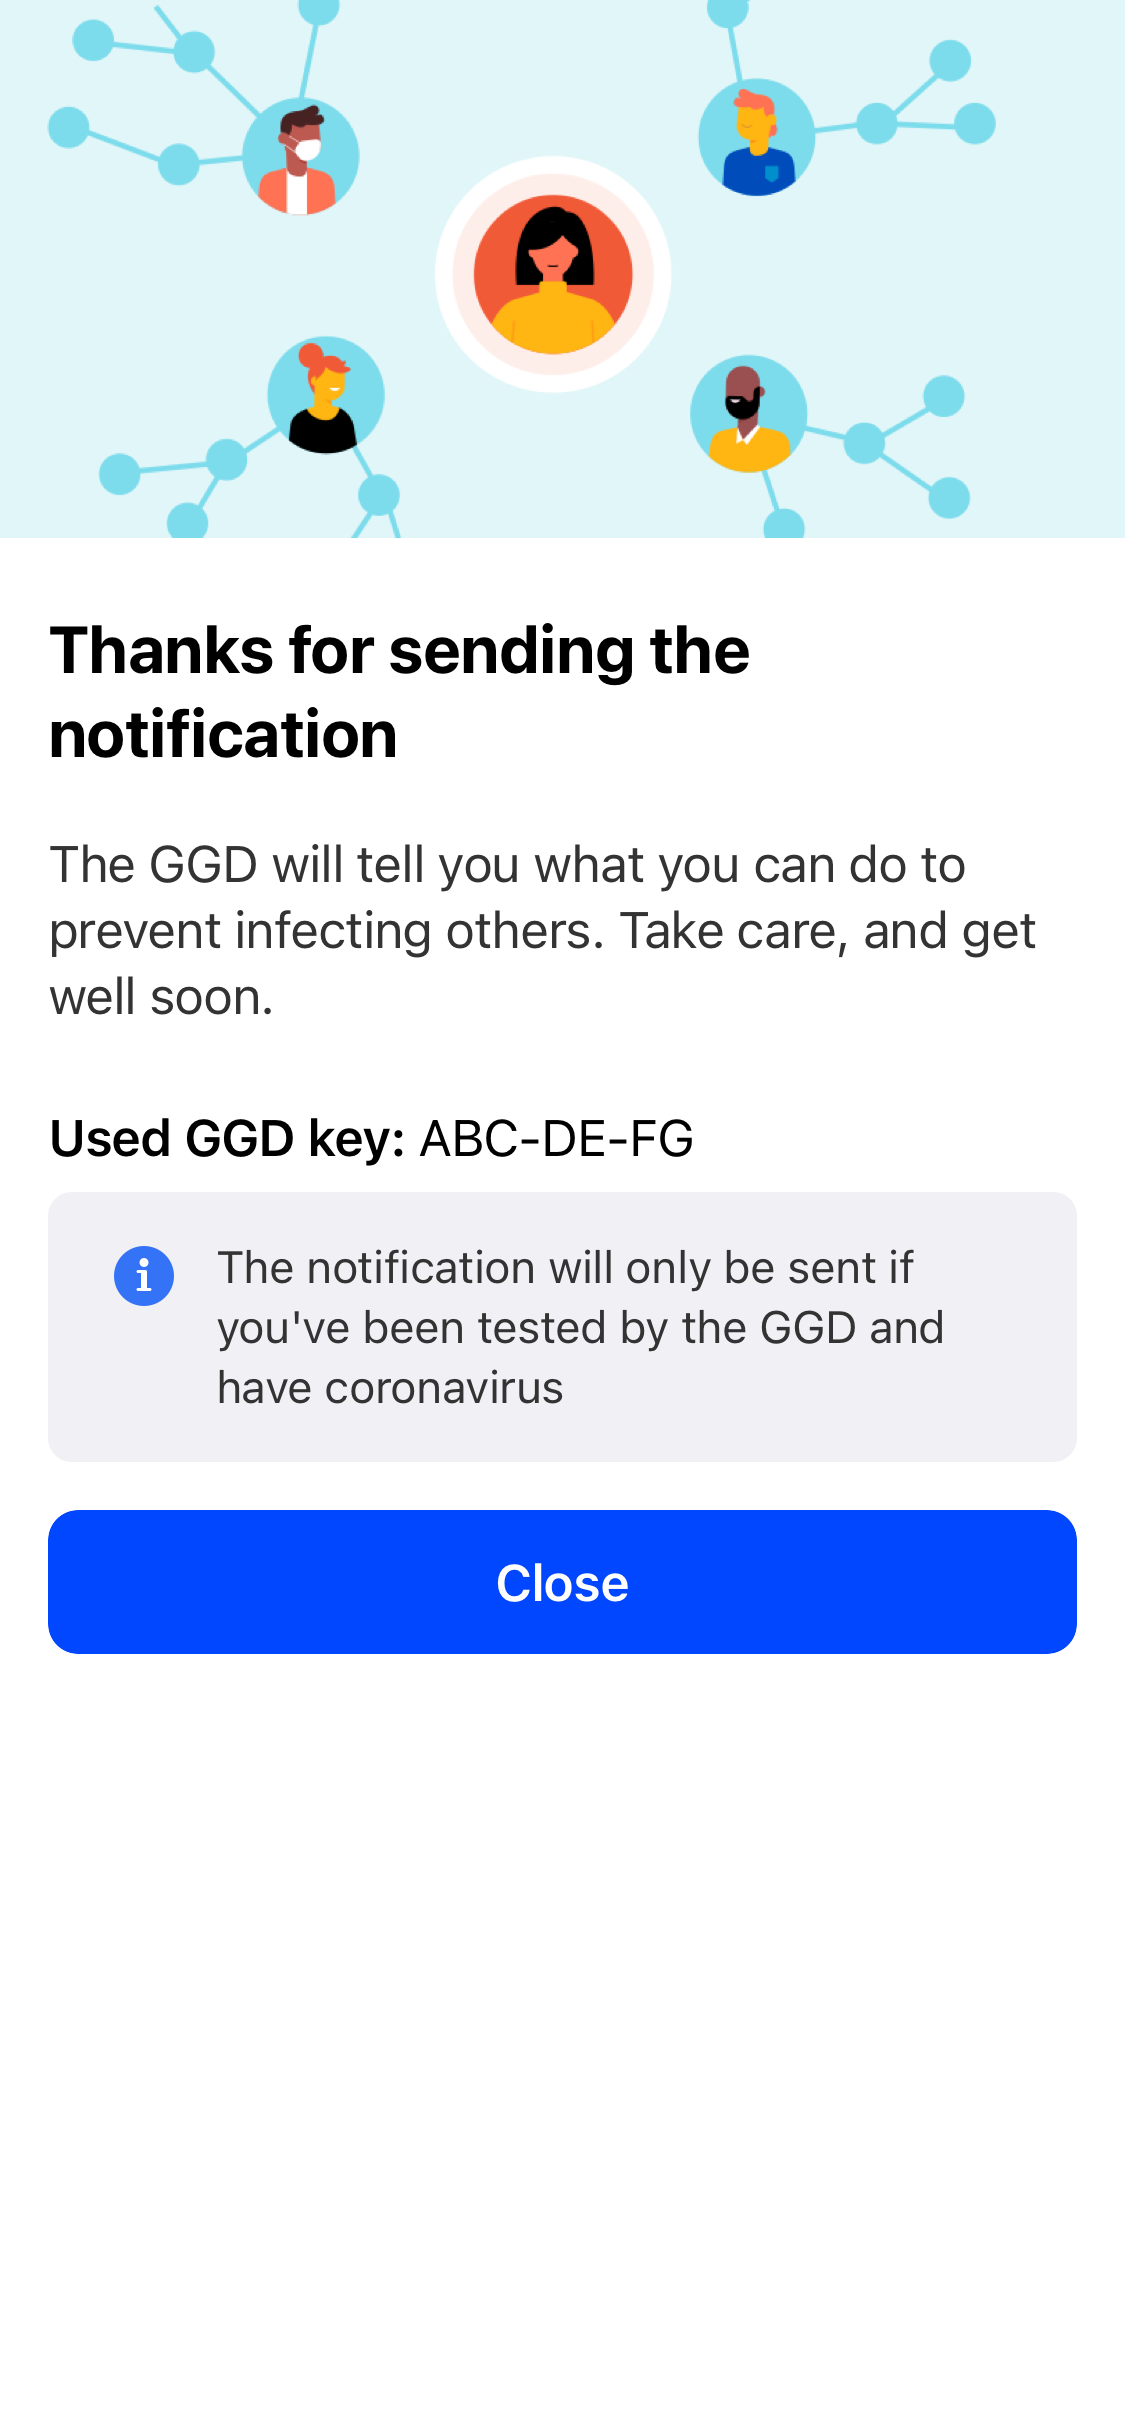 Thanks for sending the
notification
The GGD will tell you what you can do to
prevent infecting others. Take care, and get
well soon.
Used GGD key: ABC-DE-FG
The notification will only be sent if
you've been tested by the GGD and
have coronavirus
Close